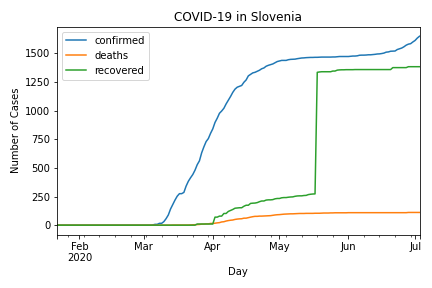 COVID-19 in Slovenia
confirmed
deaths
recovered
Number of Cases
1500
1250
1000
750
500
250
0
Feb Mar Apr May Jun Jul
2020
Day